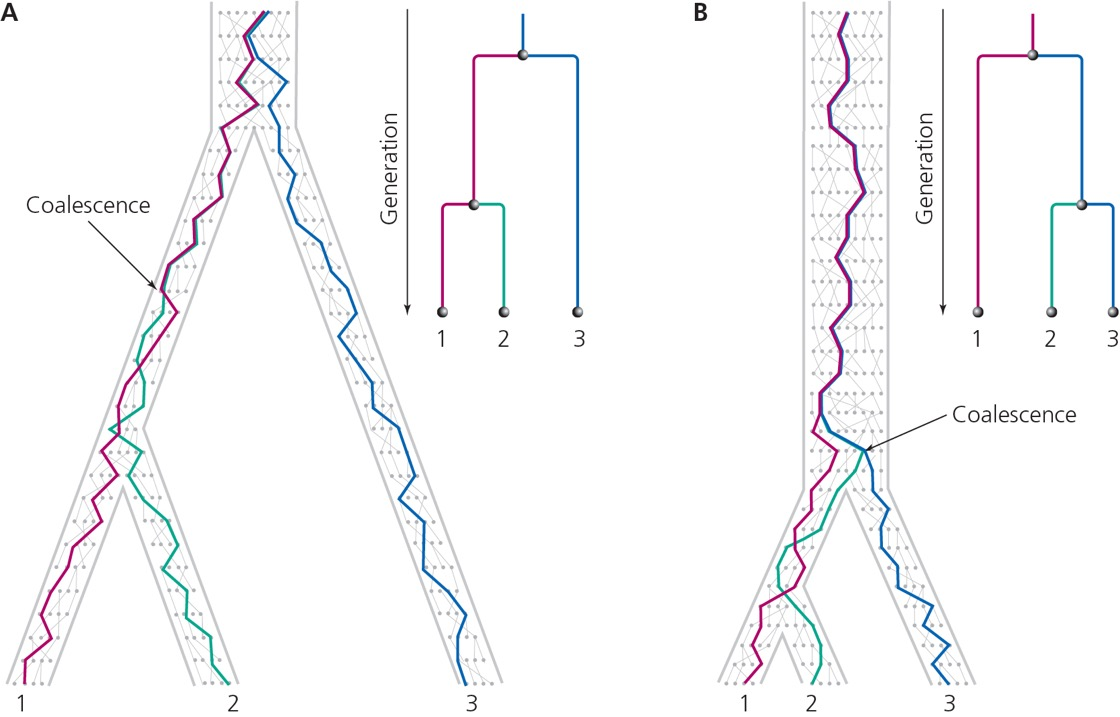 A
Coalescence
Generation
1 2 3
1 2 3
B
Generation
1 2 3
Coalescence
1 2 3